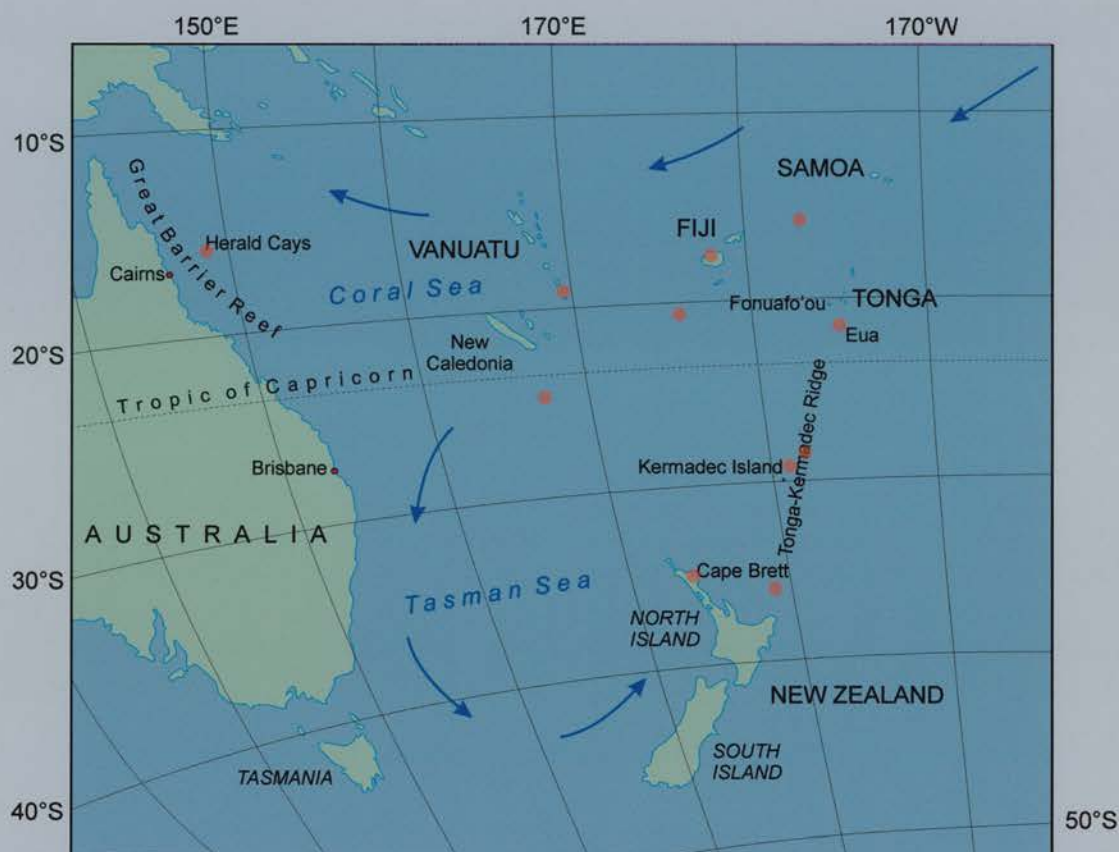 150°E 170°E 170°W
10°S
SAMOA
Great Barrier Reef
FIJI
Herald Cays
VANUATU
Cairns
Coral Sea
Fonuafo'ou
TONGA
Eua
20°S
New
Caledonia
Tropic of Capricorn
Tonga-Kermadec Ridge
Brisbane
Kermadec Island
AUSTRALIA
30°S
Cape Brett
Tasman Sea
NORTH
ISLAND
NEW ZEALAND
SOUTH
ISLAND
TASMANIA
40°S
50°S